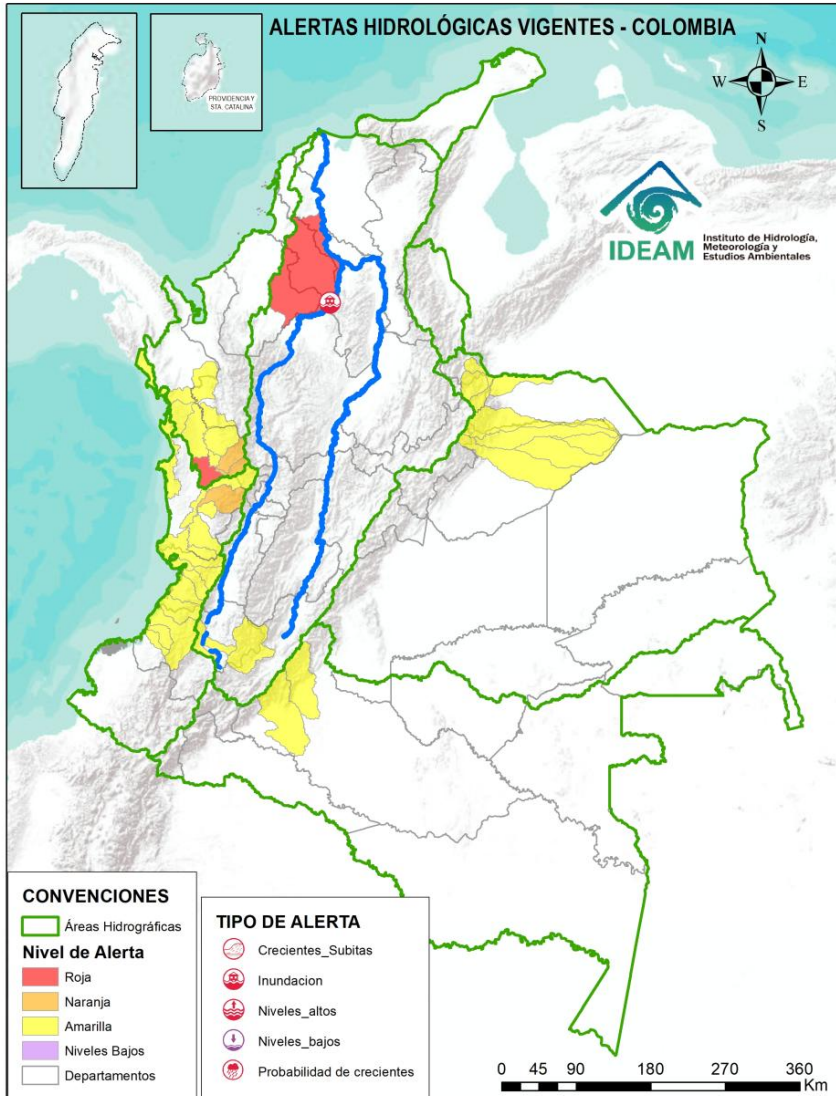 ALERTAS HIDROLÓGICAS VIGENTES - COLOMBIA
PROVIDENCIA Y
STA. CATALINA
N
W
E
S
IDEAM
Instituto de Hidrología,
Meteorología y
Estudios Ambientales
CONVENCIONES
Áreas Hidrográficas
Nivel de Alerta
Roja
Naranja
Amarilla
Niveles Bajos
Departamentos
TIPO DE ALERTA
Crecientes_Subitas
Inundacion
Niveles_altos
Niveles_bajos
Probabilidad de crecientes
0 45 90 180 270 360
Km